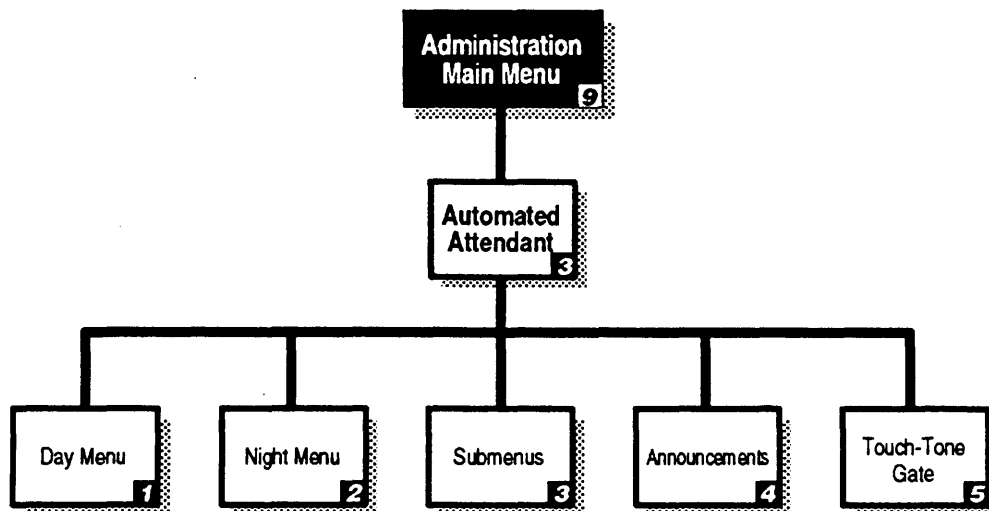 Administration
Main Menu
9
Automated
Attendant
3
Day Menu
1
Night Menu
2
Submenus
3
Announcements
4
Touch-Tone
Gate
5